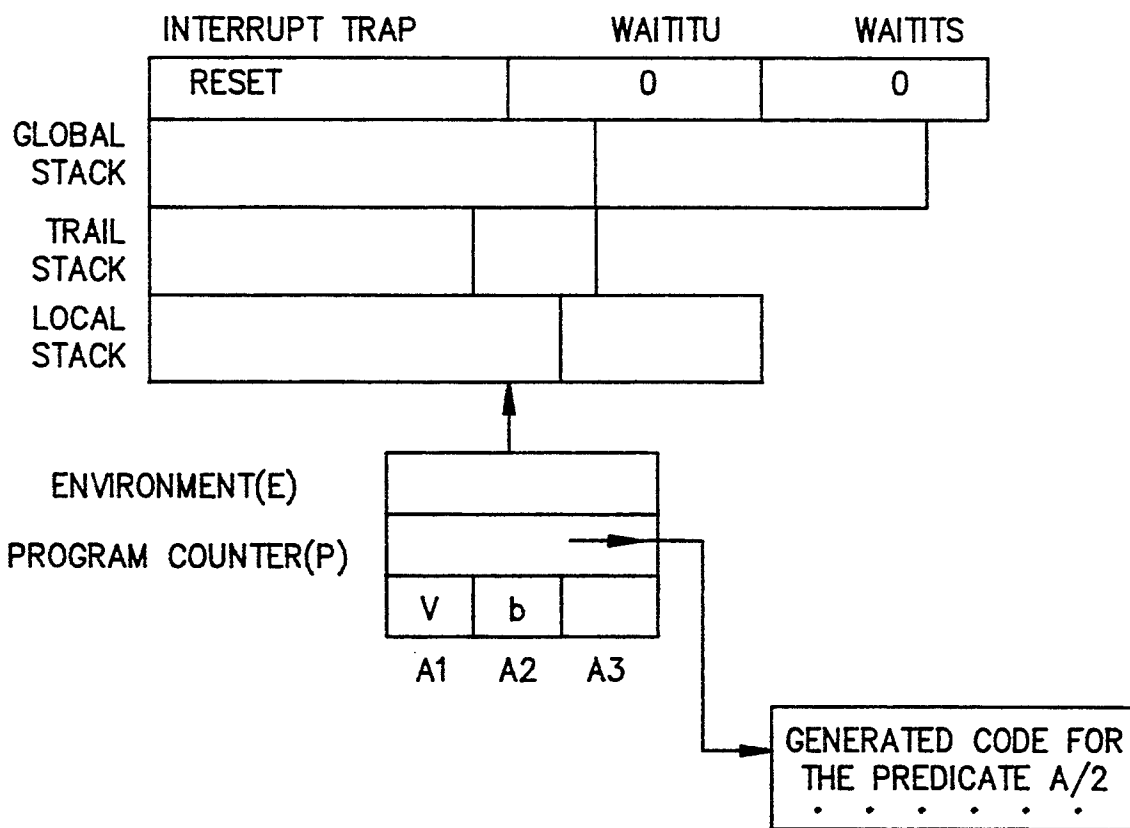 INTERRUPT TRAP WAITITU WAITITS
RESET 0 0
GLOBAL
STACK
TRAIL
STACK
LOCAL
STACK
ENVIRONMENT(E)
PROGRAM COUNTER(P)
V b
A1 A2 A3
GENERATED CODE FOR
THE PREDICATE A/2
. . . . . .